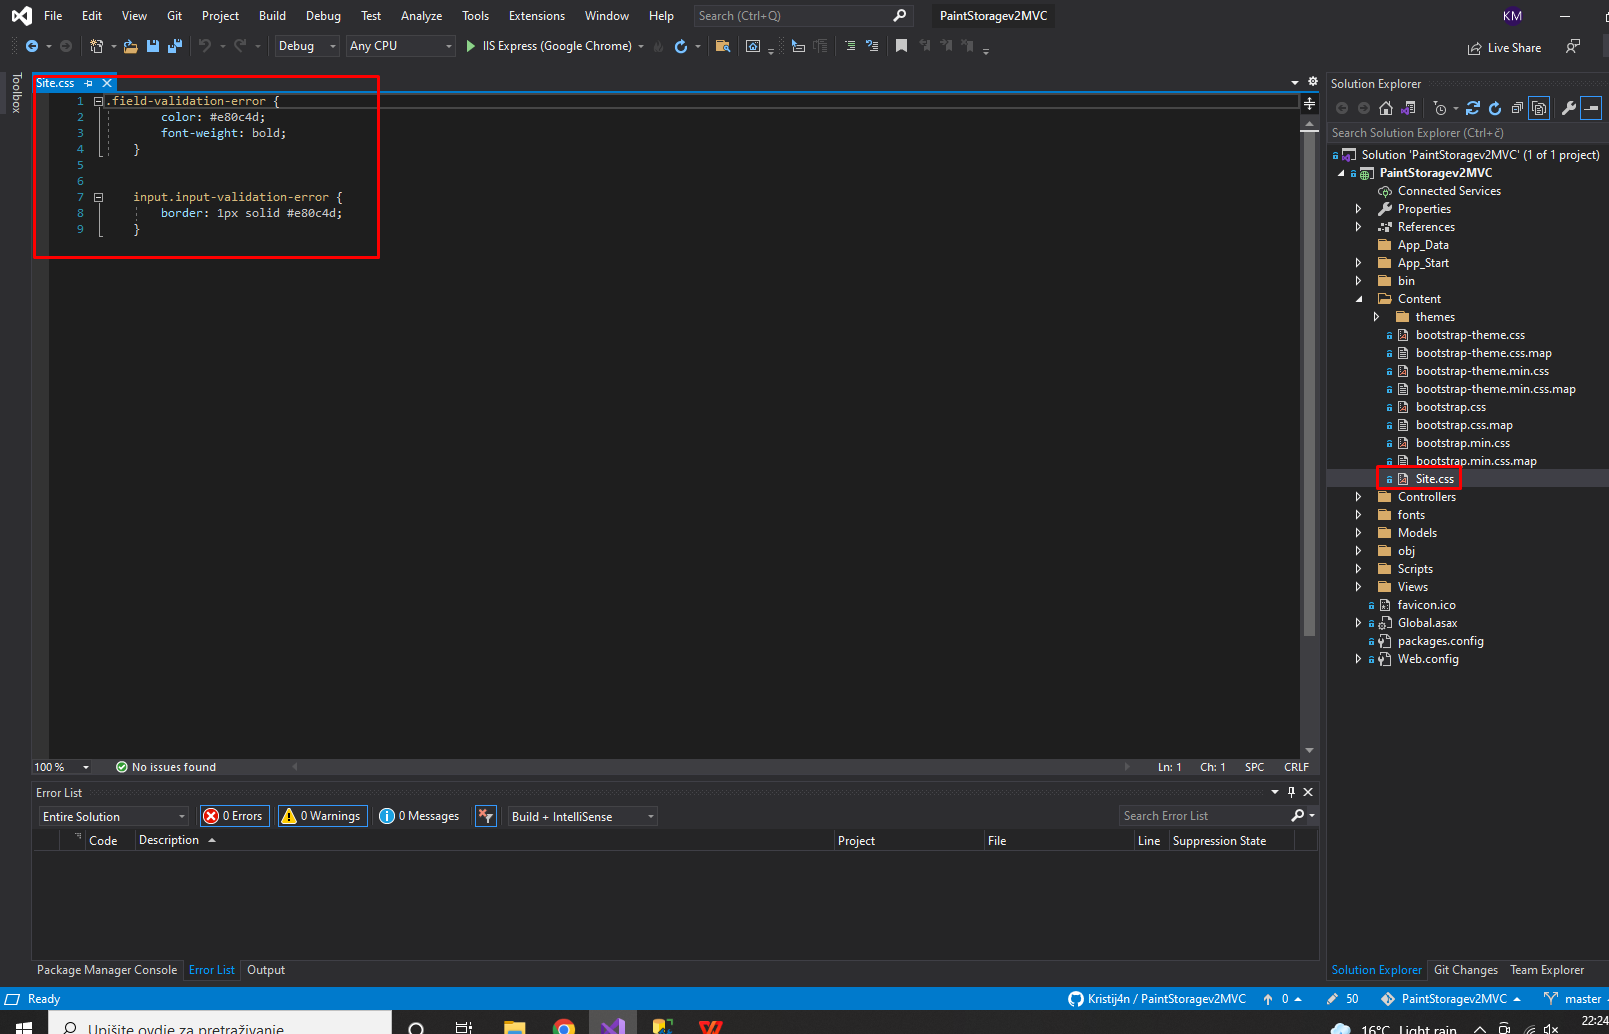 File Edit View Git Project Build Debug Test Analyze Tools Extensions Window Help Search (Ctrl+Q) PaintStoragev2MVC KM
Debug Any CPU IIS Express (Google Chrome) Live Share
Toolbox
Site.css
1 .field-validation-error {
2 color: #e80c4d;
3 font-weight: bold;
4 }
5
6
7 input.input-validation-error {
8 border: 1px solid #e80c4d;
9 }
100 % No issues found Ln: 1 Ch: 1 SPC CRLF
Solution Explorer
Search Solution Explorer (Ctrl+č)
Solution 'PaintStoragev2MVC' (1 of 1 project)
PaintStoragev2MVC
Connected Services
Properties
References
App_Data
App_Start
bin
Content
themes
bootstrap-theme.css
bootstrap-theme.css.map
bootstrap-theme.min.css
bootstrap-theme.min.css.map
bootstrap.css
bootstrap.css.map
bootstrap.min.css
bootstrap.min.css.map
Site.css
Controllers
fonts
Models
obj
Scripts
Views
favicon.ico
Global.asax
packages.config
Web.config
Error List
Entire Solution 0 Errors 0 Warnings 0 Messages Build + IntelliSense Search Error List
Code Description Project File Line Suppression State
Package Manager Console Error List Output
Solution Explorer Git Changes Team Explorer
Ready Kristij4n / PaintStoragev2MVC 0 50 PaintStoragev2MVC master
Upišite ovdje za pretraživanje 16°C Light rain 22:24